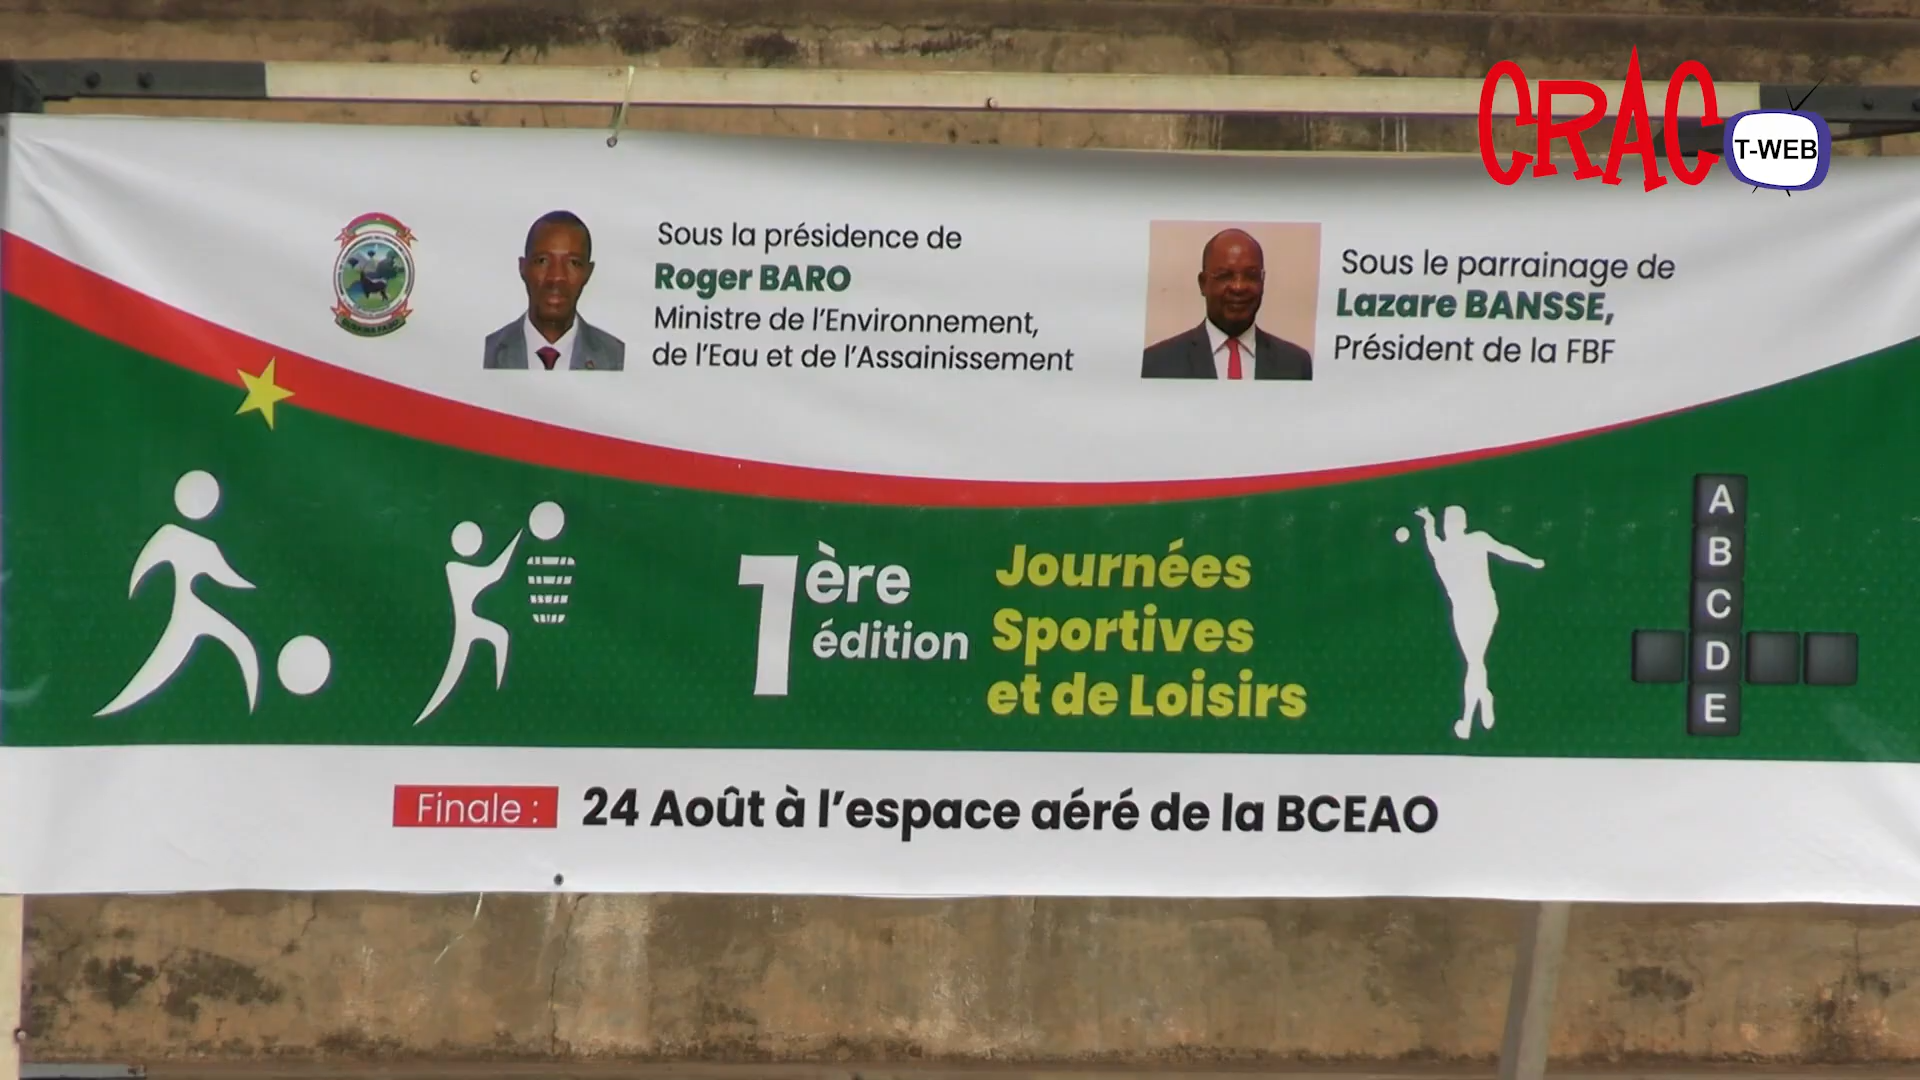 CRAC
T-WEB
Sous la présidence de
Roger BARO
Ministre de l'Environnement,
de l'Eau et de l'Assainissement
Sous le parrainage de
Lazare BANSSE,
Président de la FBF
BURKINA FASO
1ère
édition
Journées
Sportives
et de Loisirs
A
B
C
D
E
Finale :
24 Août à l'espace aéré de la BCEAO